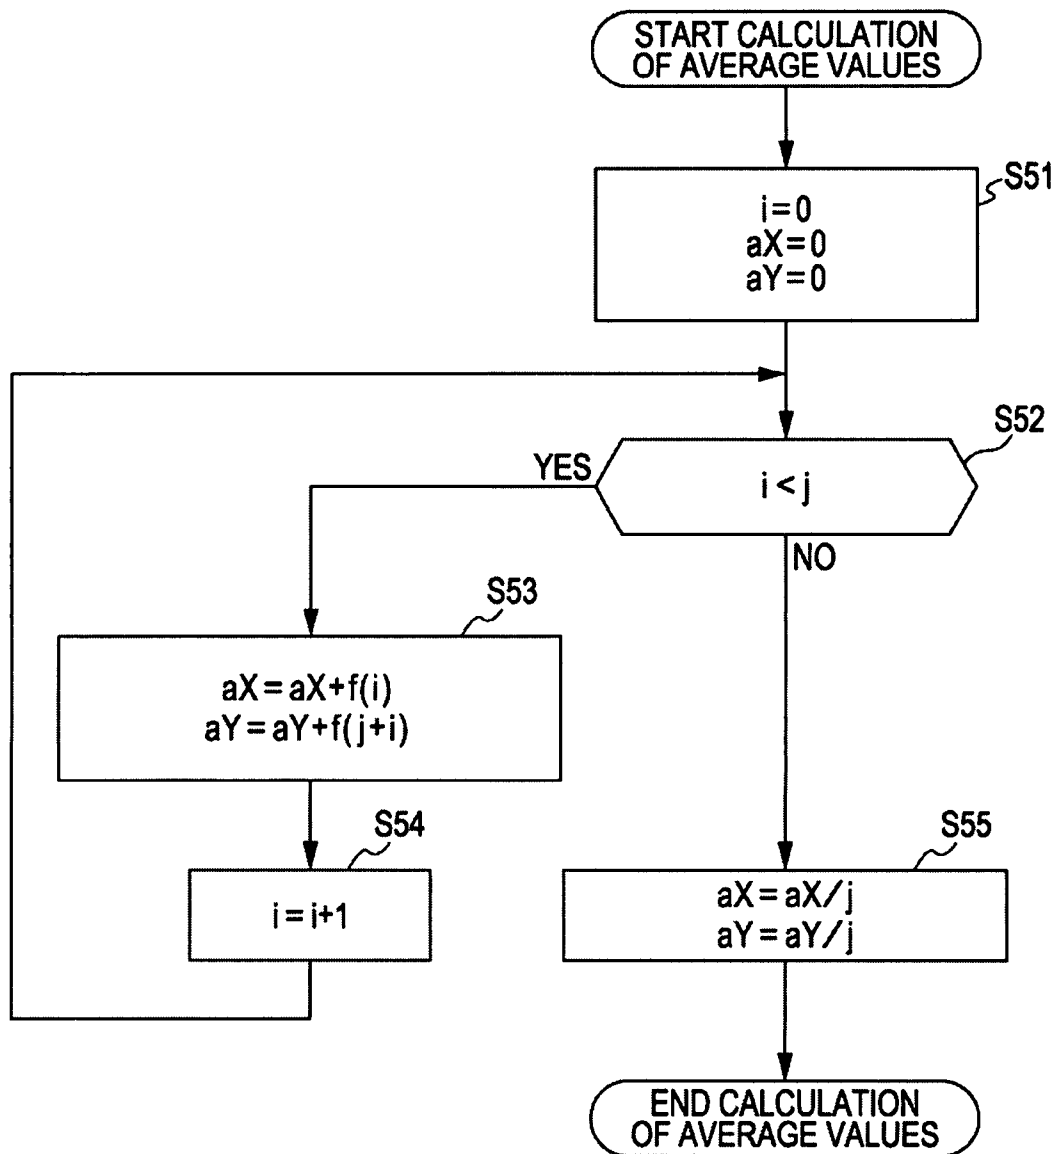 START CALCULATION
OF AVERAGE VALUES
S51
i=0
aX=0
aY=0
S52
YES
i < j
NO
S53
aX=aX+f(i)
aY=aY+f(j+i)
S54
i=i+1
S55
aX=aX/j
aY=aY/j
END CALCULATION
OF AVERAGE VALUES